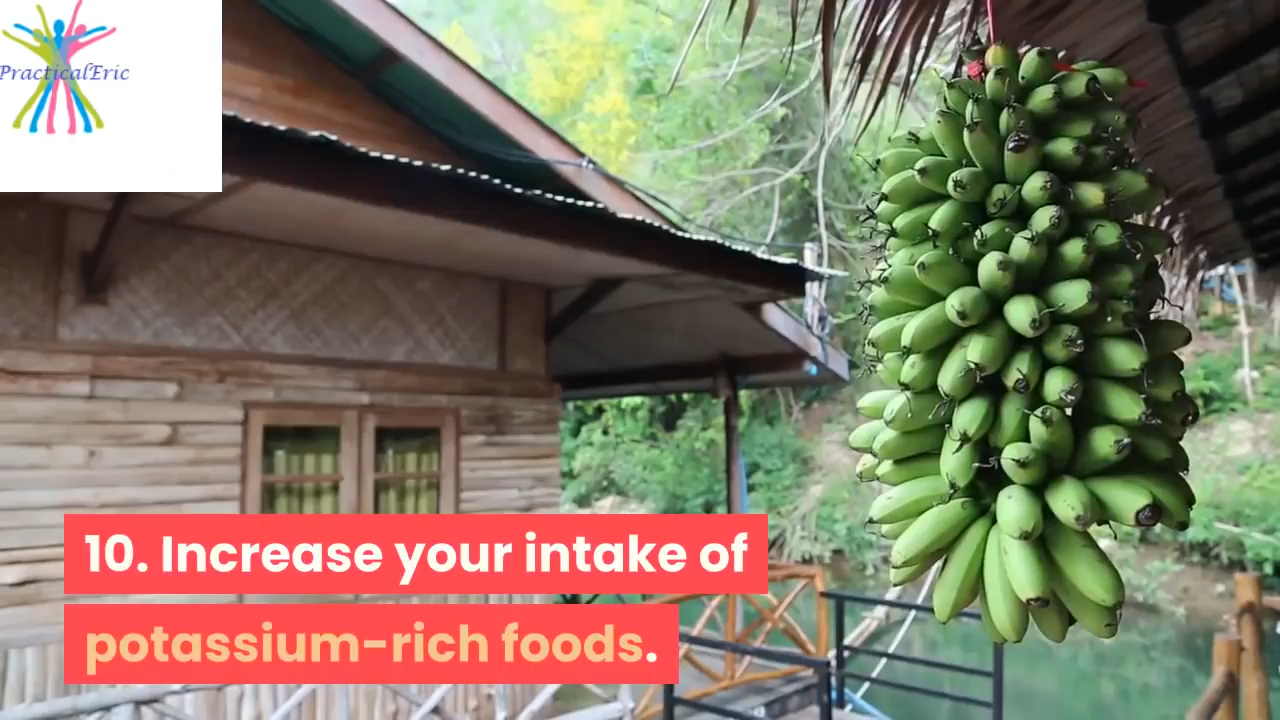 PracticalEric
10. Increase your intake of
potassium-rich foods.